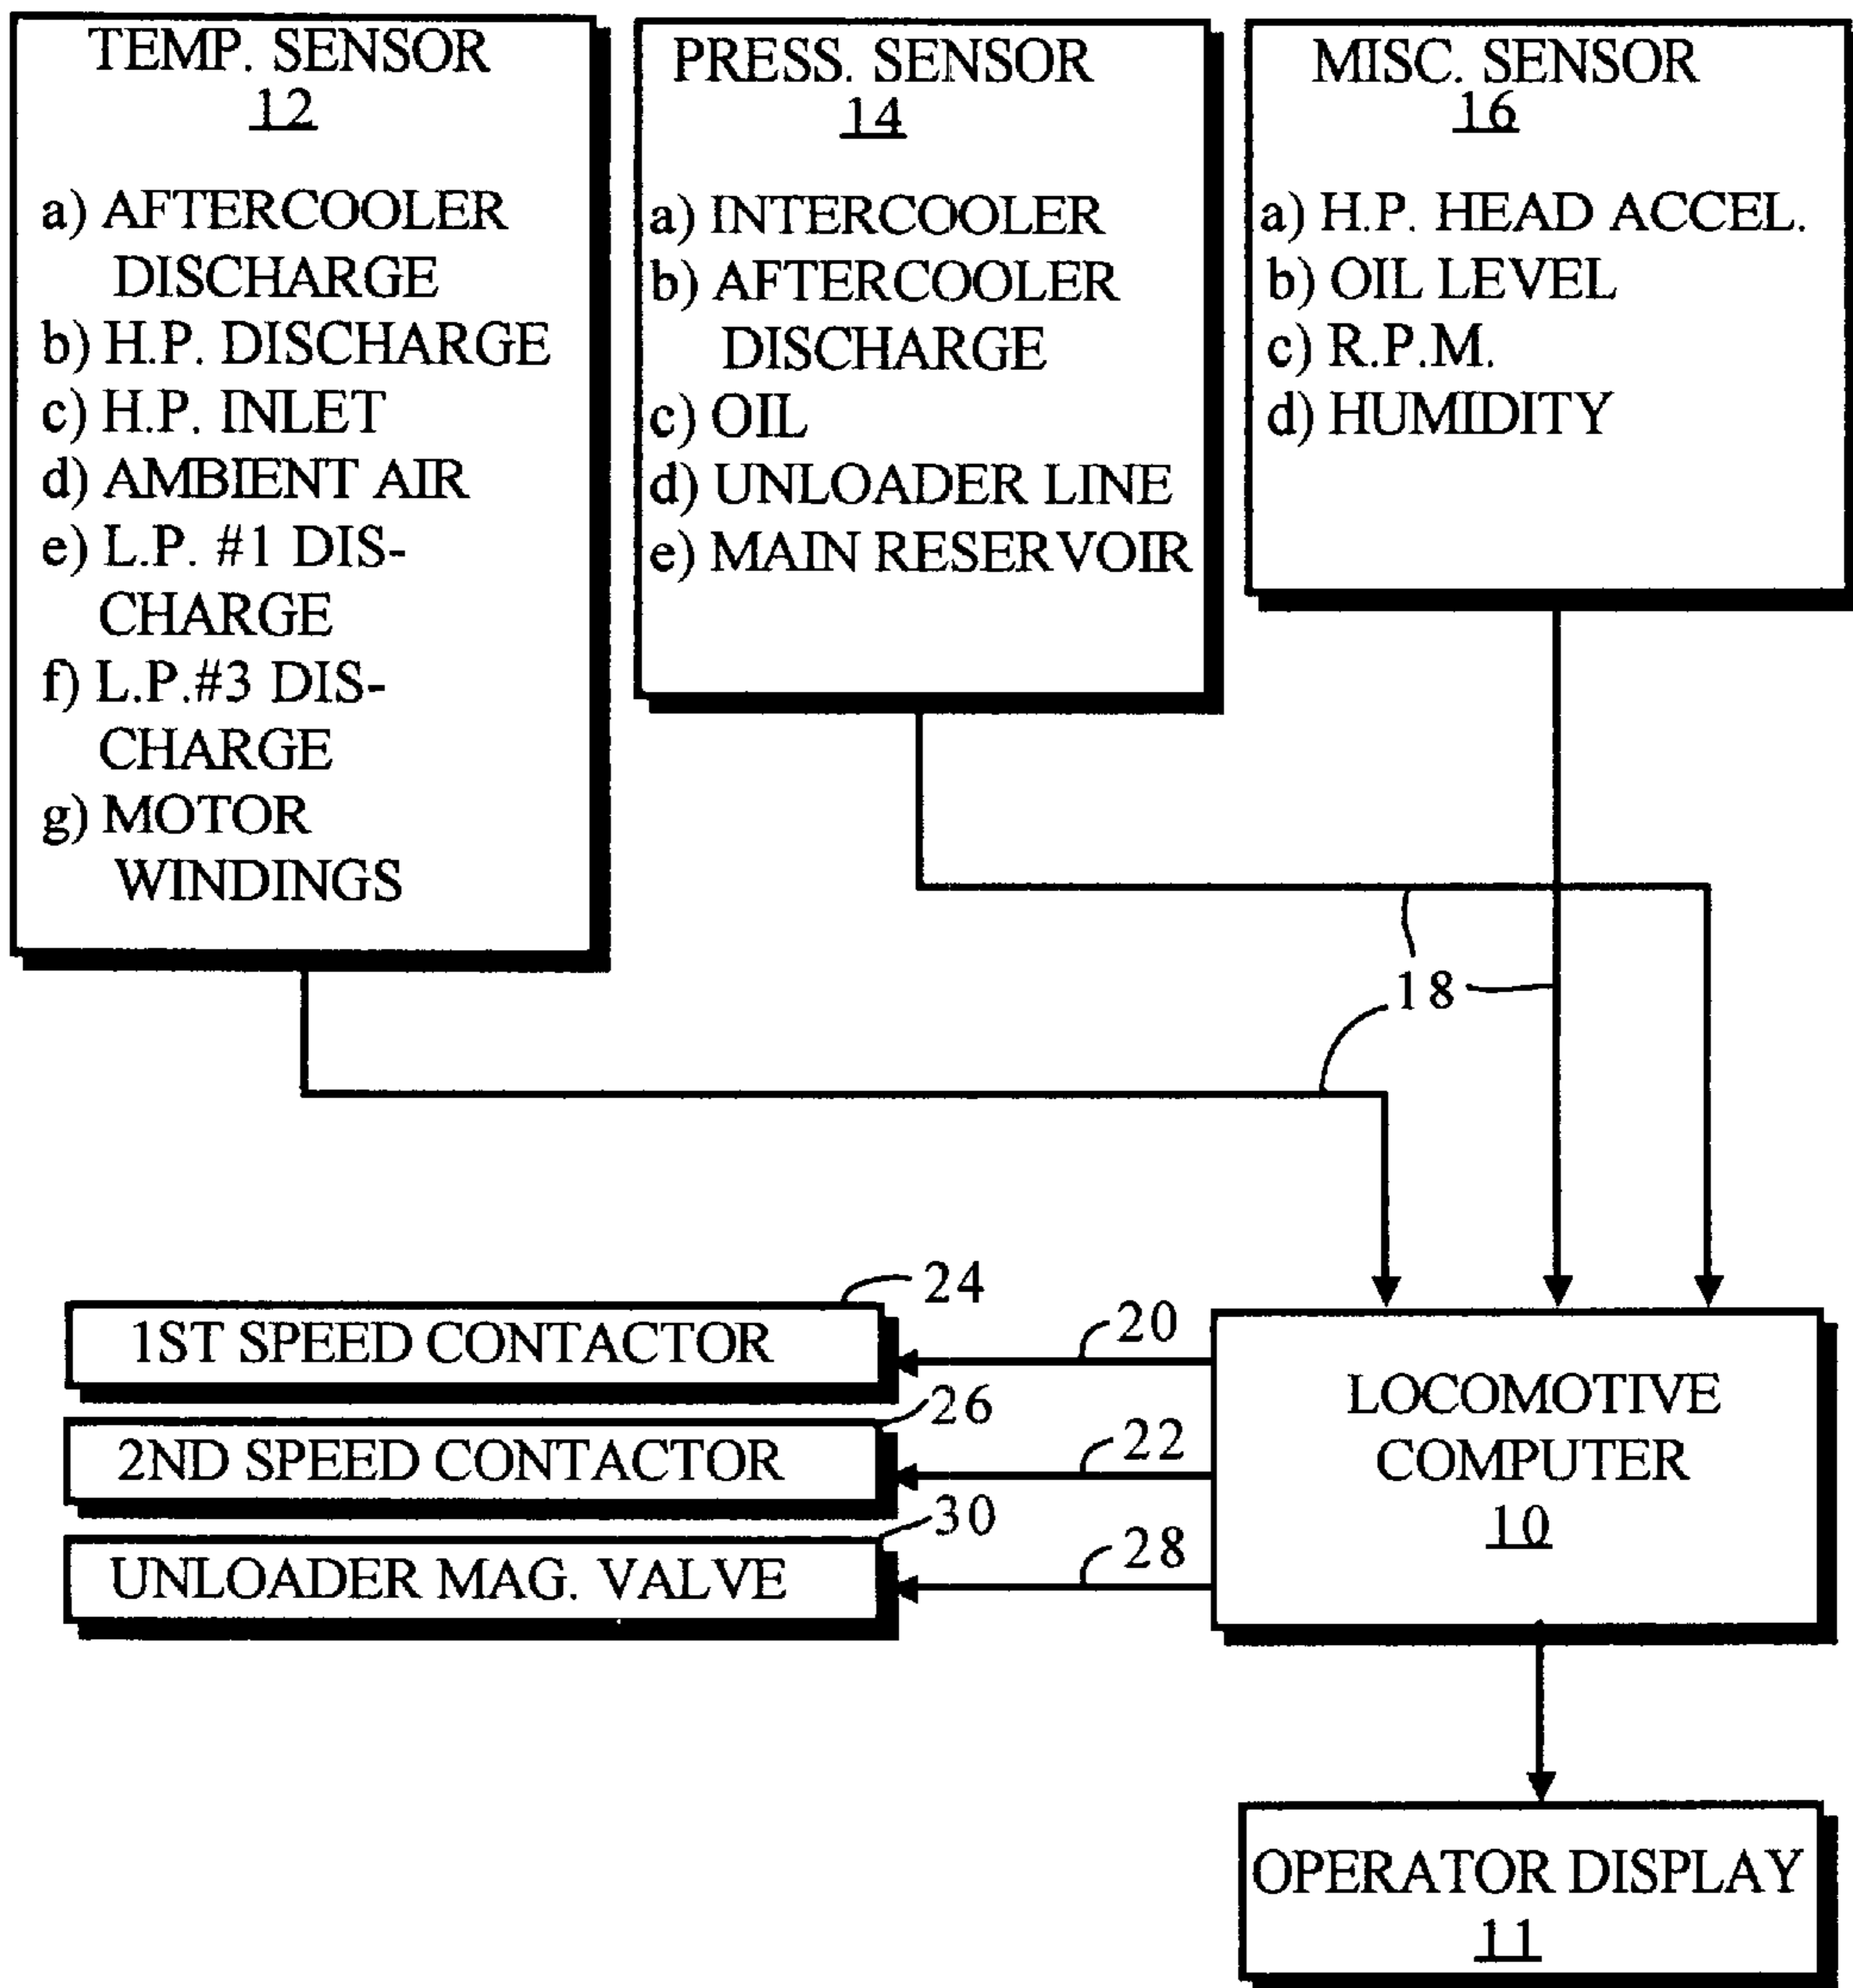 TEMP. SENSOR
12
a) AFTERCOOLER
DISCHARGE
b) H.P. DISCHARGE
c) H.P. INLET
d) AMBIENT AIR
e) L.P. #1 DIS-
CHARGE
f) L.P.#3 DIS-
CHARGE
g) MOTOR
WINDINGS
PRESS. SENSOR
14
a) INTERCOOLER
b) AFTERCOOLER
DISCHARGE
c) OIL
d) UNLOADER LINE
e) MAIN RESERVOIR
MISC. SENSOR
16
a) H.P. HEAD ACCEL.
b) OIL LEVEL
c) R.P.M.
d) HUMIDITY
18
24
1ST SPEED CONTACTOR
20
26
2ND SPEED CONTACTOR
22
30
UNLOADER MAG. VALVE
28
LOCOMOTIVE
COMPUTER
10
OPERATOR DISPLAY
11